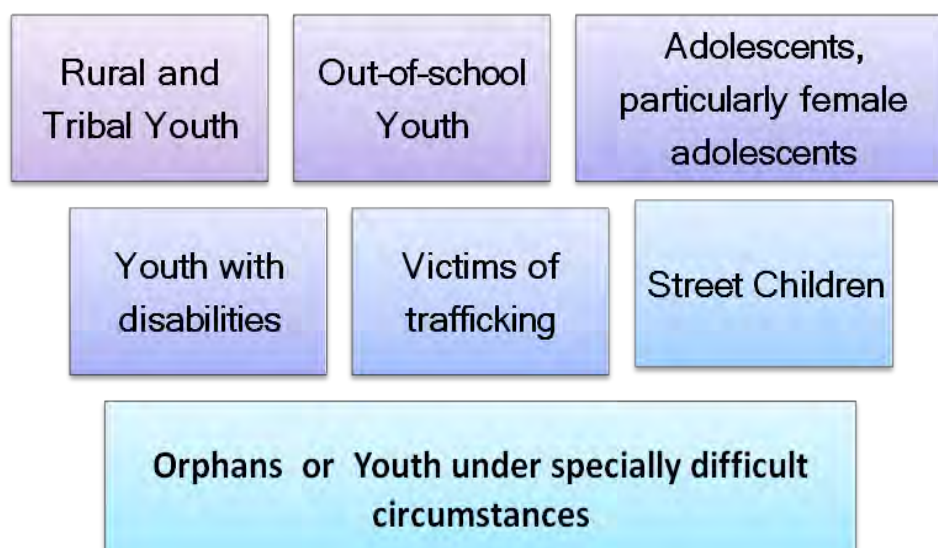 Rural and
Tribal Youth
Out-of-school
Youth
Adolescents,
particularly female
adolescents
Youth with
disabilities
Victims of
trafficking
Street Children
Orphans or Youth under specially difficult
circumstances